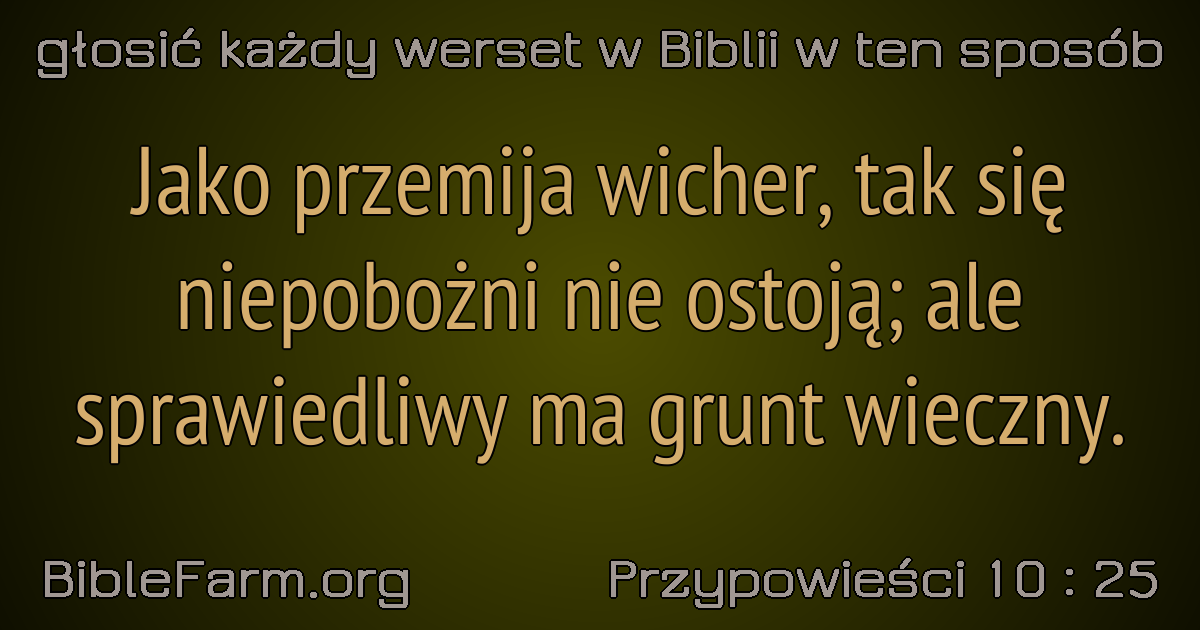 głosić każdy werset w Biblii w ten sposób
Jako przemija wicher, tak się
niepobożni nie ostoją; ale
sprawiedliwy ma grunt wieczny.
BibleFarm.org
Przypowieści 10 : 25